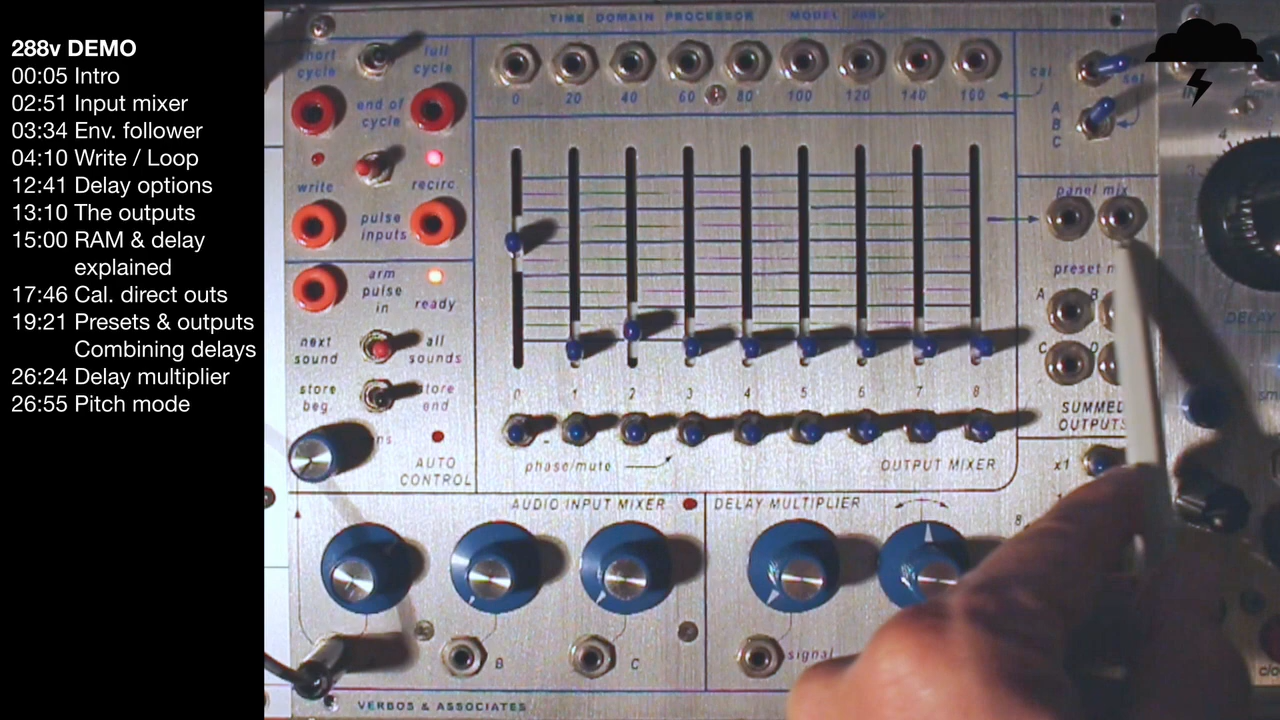 288v DEMO
00:05 Intro
02:51 Input mixer
03:34 Env. follower
04:10 Write / Loop
12:41 Delay options
13:10 The outputs
15:00 RAM & delay
explained
17:46 Cal. direct outs
19:21 Presets & outputs
Combining delays
26:24 Delay multiplier
26:55 Pitch mode
TIME DOMAIN PROCESSOR MODEL 288v
short cycle
full cycle
end of cycle
write
recirc
pulse inputs
arm pulse in
ready
next sound
all sounds
store beg
store end
AUTO CONTROL
0 20 40 60 80 100 120 140 160
cal
set
A
B
C
panel mix
A B
C
SUMMED OUTPUTS
x1
0 1 2 3 4 5 6 7 8
phase/mute
OUTPUT MIXER
AUDIO INPUT MIXER
DELAY MULTIPLIER
B
C
signal
VERBOS & ASSOCIATES
IN
4
3
DELAY